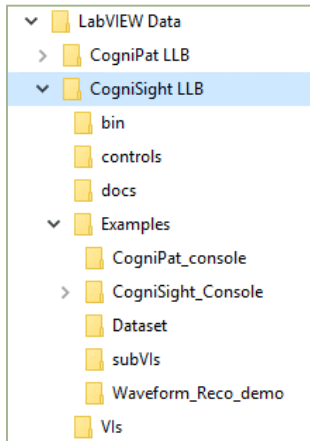 LabVIEW Data
CogniPat LLB
CogniSight LLB
bin
controls
docs
Examples
CogniPat_console
CogniSight_Console
Dataset
subVIs
Waveform_Reco_demo
VIs